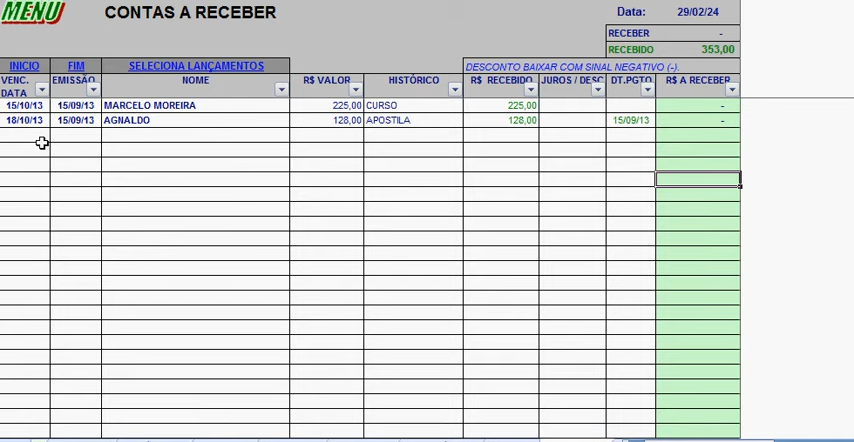 MENU CONTAS A RECEBER Data: 29/02/24
RECEBER -
RECEBIDO 353,00
INICIO FIM SELECIONA LANÇAMENTOS DESCONTO BAIXAR COM SINAL NEGATIVO (-).
VENC. EMISSÃO NOME R$ VALOR HISTÓRICO R$ RECEBIDO JUROS / DESC DT.PGTO R$ A RECEBER
DATA
15/10/13 15/09/13 MARCELO MOREIRA 225,00 CURSO 225,00 -
18/10/13 15/09/13 AGNALDO 128,00 APOSTILA 128,00 15/09/13 -